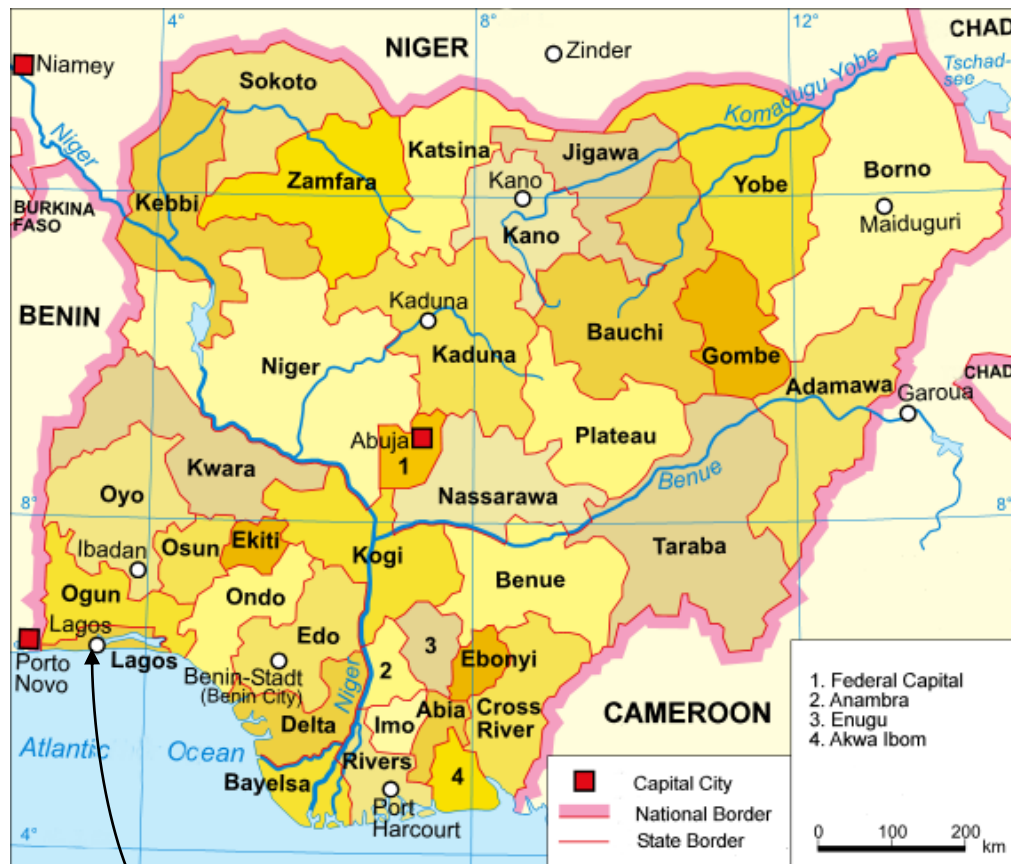 4°
8°
12°
CHAD
NIGER
Zinder
Niamey
Tschad-
see
Sokoto
Komadugu Yobe
Niger
Katsina
Jigawa
Zamfara
Kano
Yobe
Borno
Kebbi
BURKINA
FASO
Maiduguri
Kano
BENIN
Kaduna
Bauchi
Niger
Kaduna
Gombe
CHAD
Adamawa
Garoua
Abuja
1
Plateau
Kwara
Benue
Oyo
Nassarawa
8°
8°
Ibadan
Osun
Ekiti
Kogi
Taraba
Benue
Ogun
Ondo
Lagos
Edo
3
Ebonyi
Porto
Novo
Lagos
Benin-Stadt
(Benin City)
Niger
2
Abia
Cross
River
Delta
Imo
CAMEROON
Atlantic Ocean
Rivers
Bayelsa
4
Port
Harcourt
4°
1. Federal Capital
2. Anambra
3. Enugu
4. Akwa Ibom
Capital City
National Border
State Border
0 100 200
km